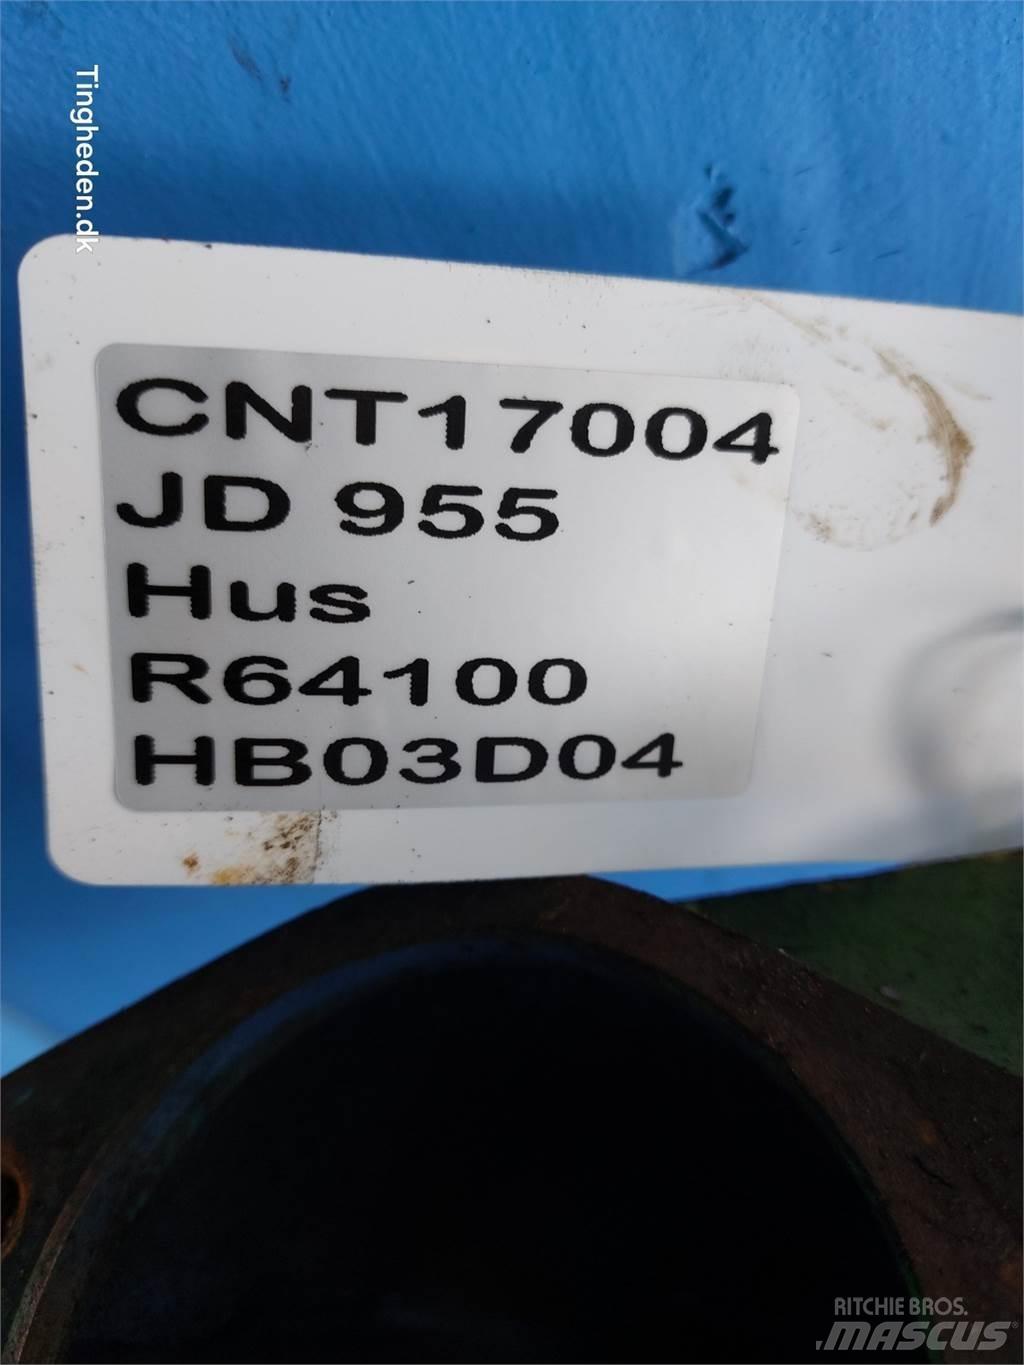 Tingheden.dk
CNT17004
JD 955
Hus
R64100
HB03D04
RITCHIE BROS.
MASCUS